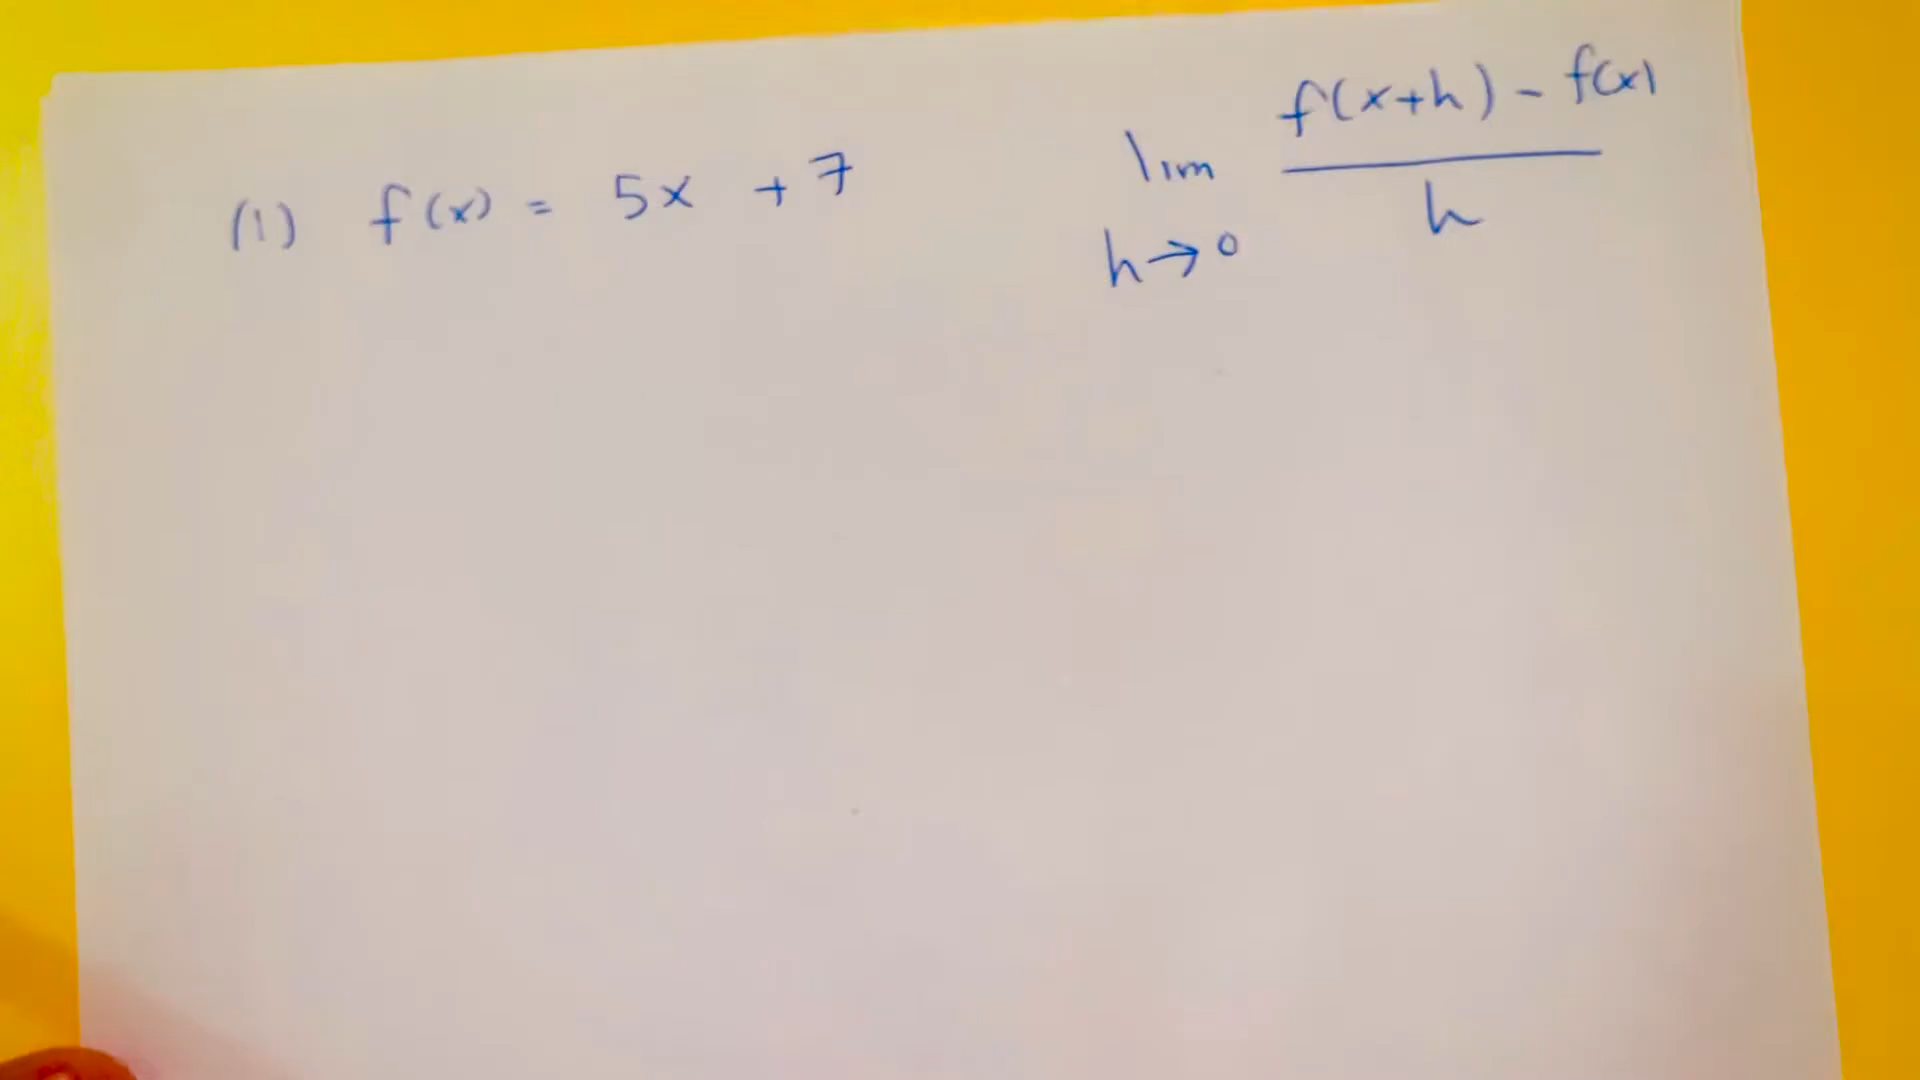 (1) f(x) = 5x + 7
lim f(x+h) - f(x)
h→0 h